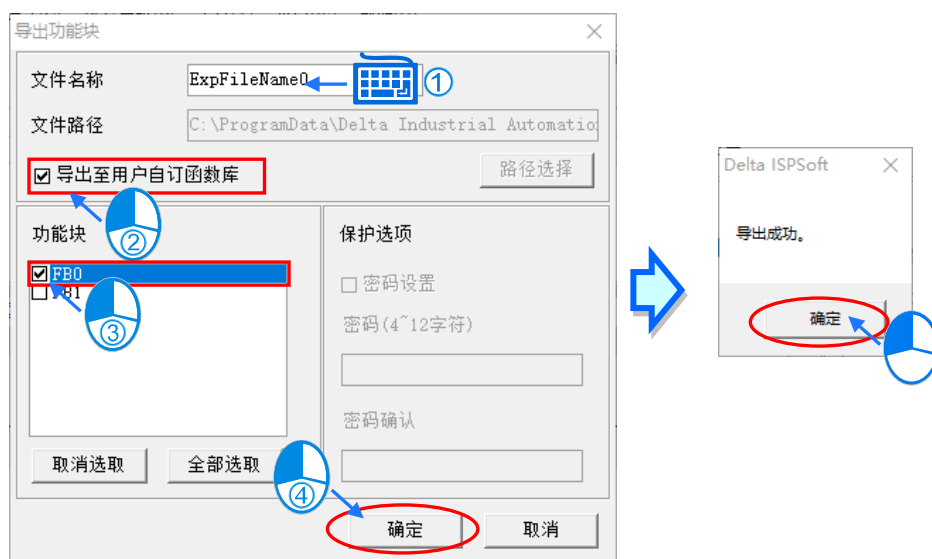 导出功能块
文件名称 ExpFileName0 ①
文件路径 C:\ProgramData\Delta Industrial Automatio
导出至用户自订函数库 路径选择
②
功能块 保护选项
FB0
FB1
③
密码设置
密码(4~12字符)
密码确认
取消选取 全部选取
④
确定 取消
Delta ISPSoft
导出成功。
确定